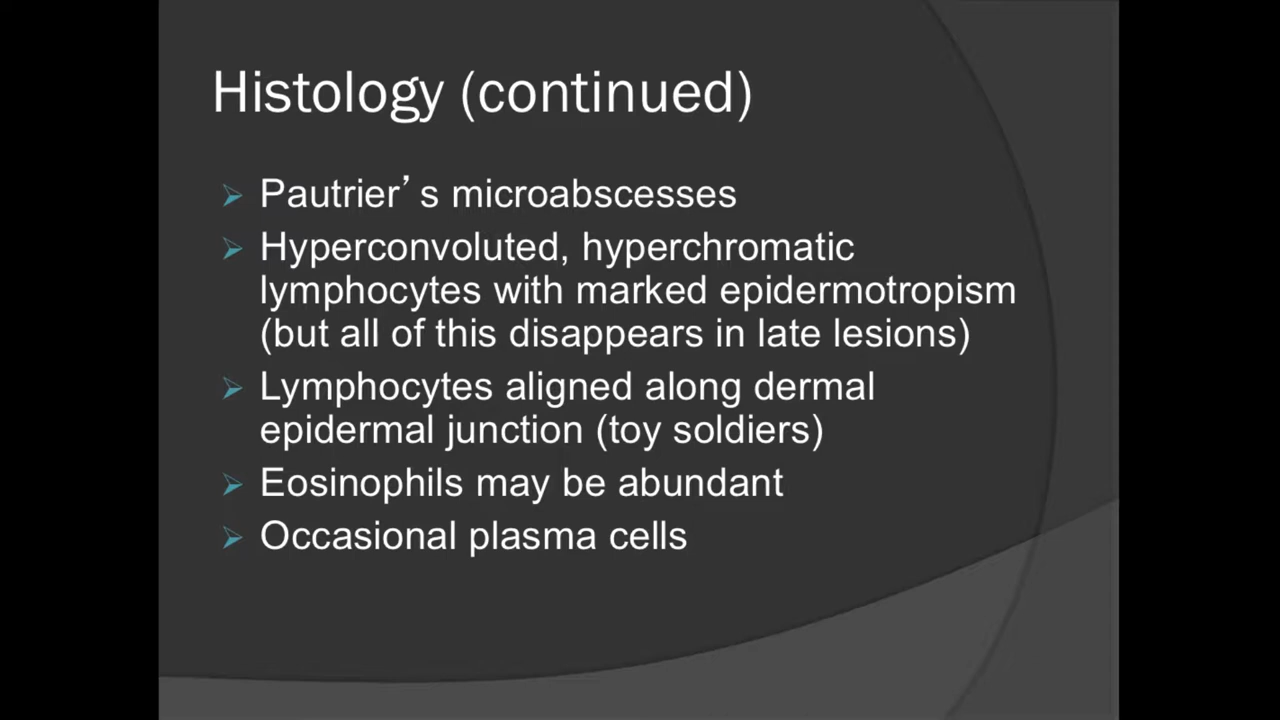 Histology (continued)
Pautrier’s microabscesses
Hyperconvoluted, hyperchromatic
lymphocytes with marked epidermotropism
(but all of this disappears in late lesions)
Lymphocytes aligned along dermal
epidermal junction (toy soldiers)
Eosinophils may be abundant
Occasional plasma cells